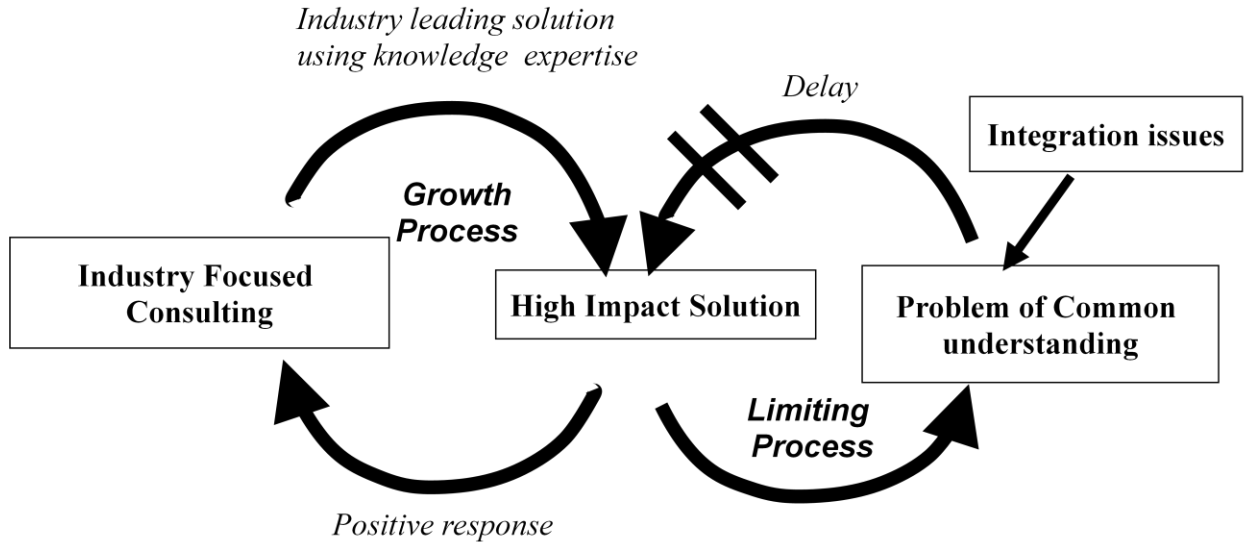 Industry leading solution
using knowledge expertise
Delay
Integration issues
Growth
Process
Industry Focused
Consulting
High Impact Solution
Problem of Common
understanding
Limiting
Process
Positive response